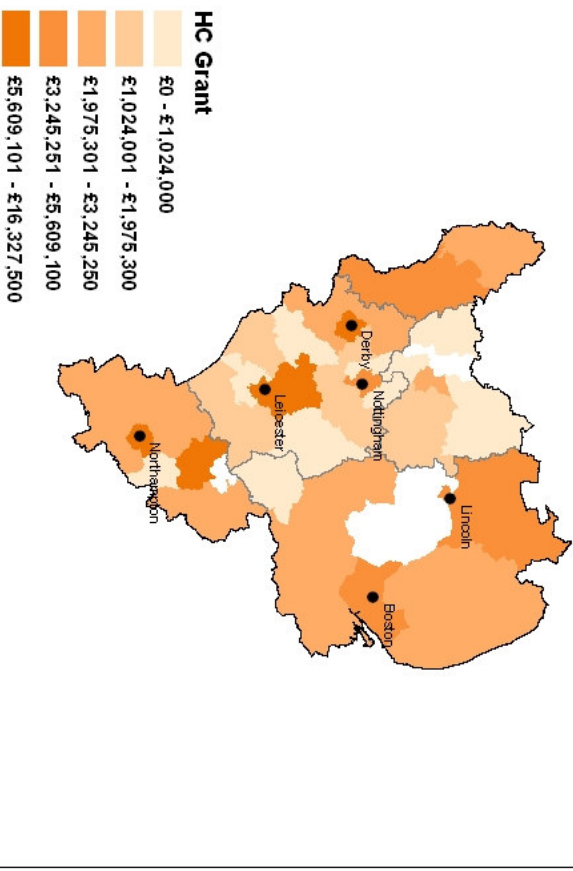 HC Grant
£0 - £1,024,000
£1,024,001 - £1,975,300
£1,975,301 - £3,245,250
£3,245,251 - £5,609,100
£5,609,101 - £16,327,500
Lincoln
Boston
Nottingham
Derby
Leicester
Northampton